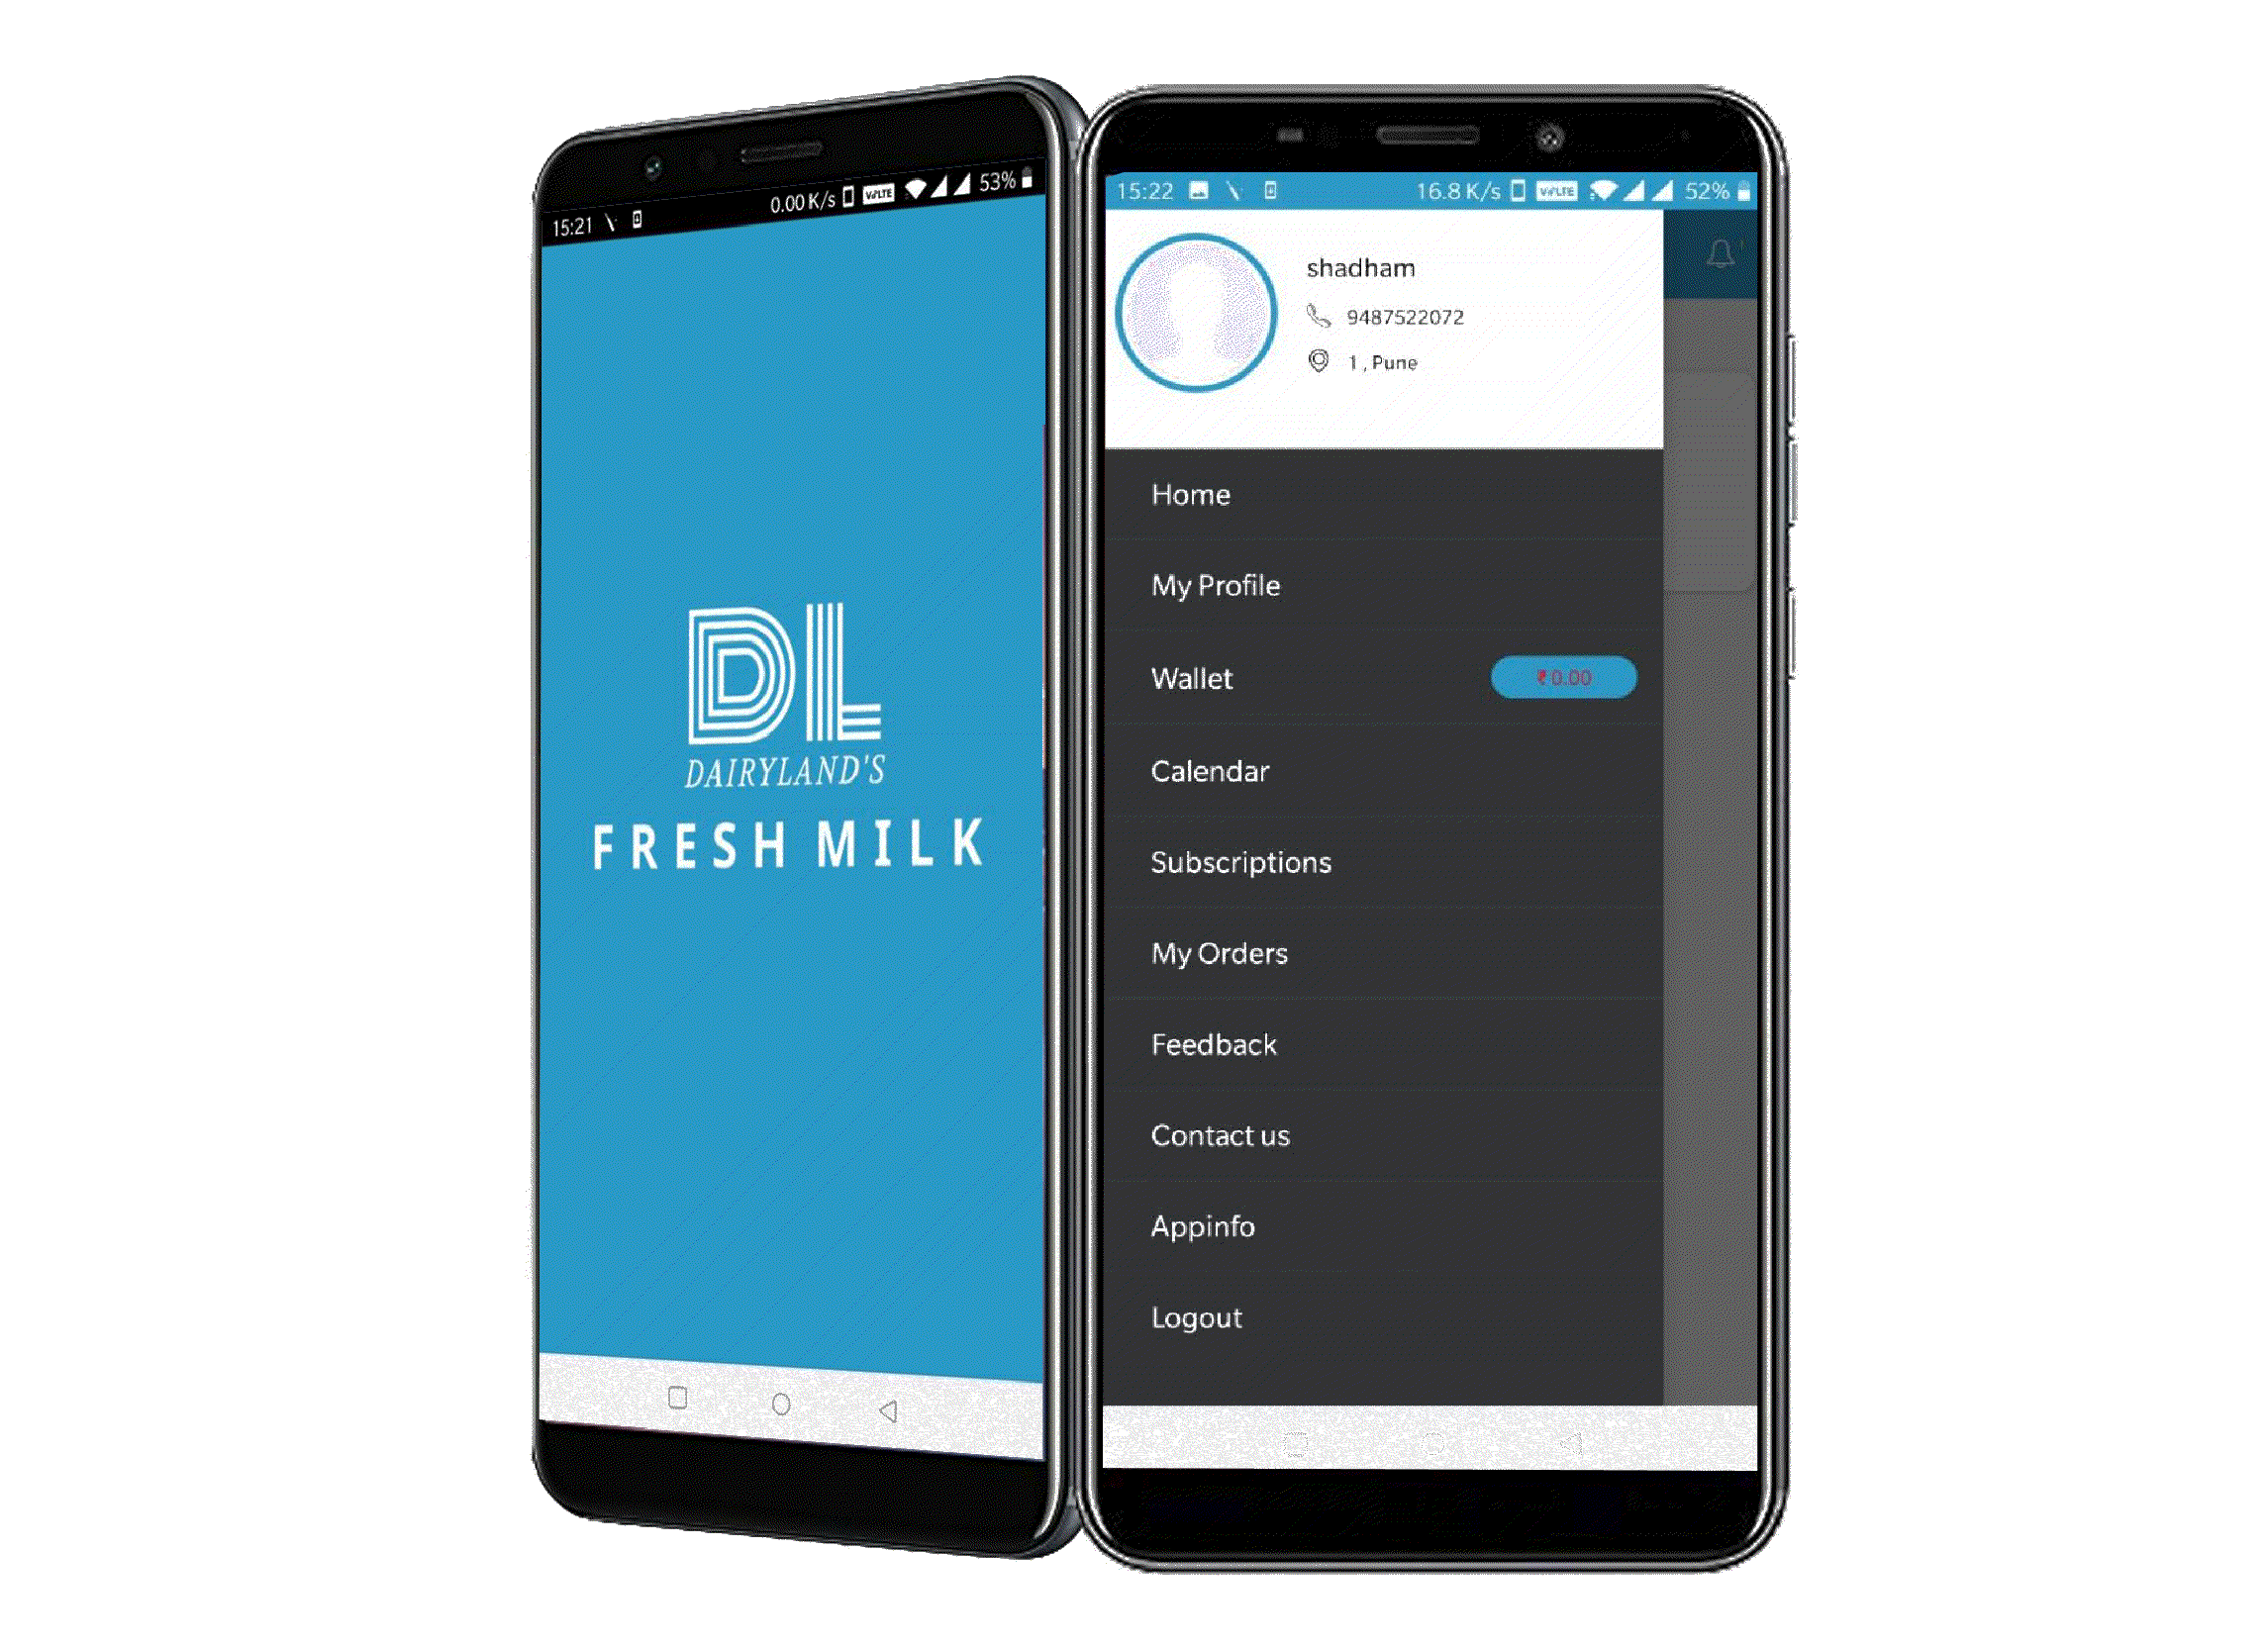 15:21 0.00 K/s VoLTE 53%
DL
DAIRYLAND'S
FRESH MILK
15:22 16.8 K/s VoLTE 52%
shadham
9487522072
1 , Pune
Home
My Profile
Wallet ₹ 0.00
Calendar
Subscriptions
My Orders
Feedback
Contact us
Appinfo
Logout